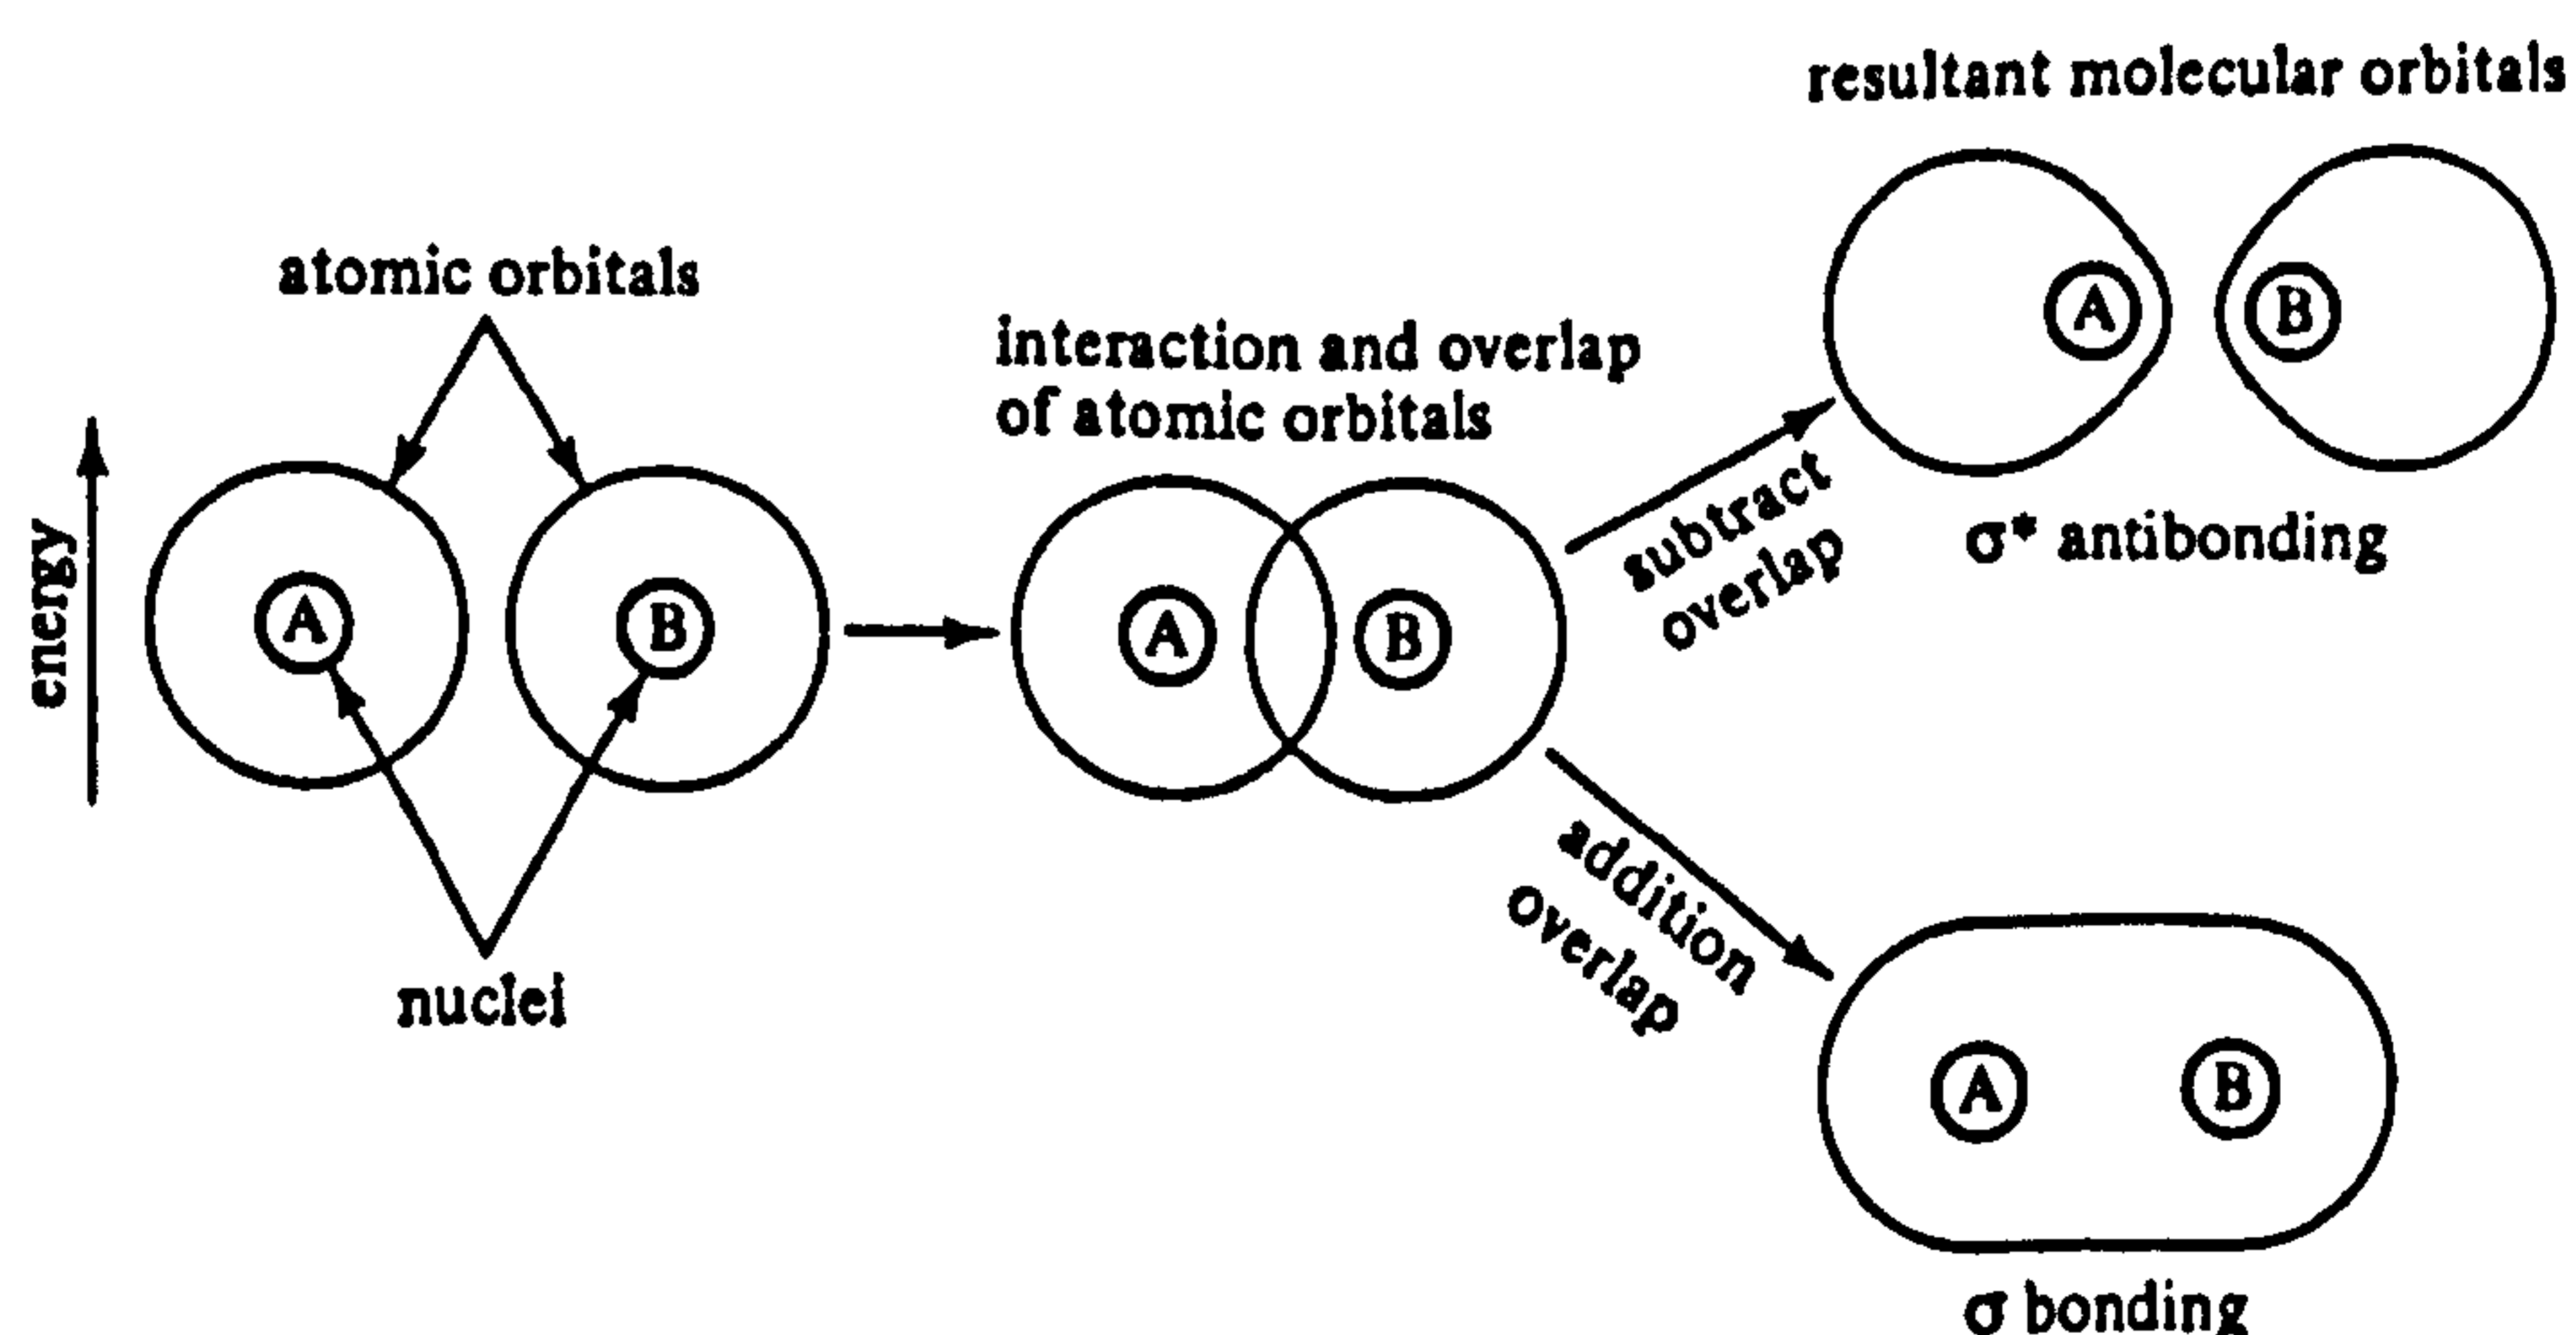 resultant molecular orbitals
atomic orbitals
interaction and overlap
of atomic orbitals
energy
A
B
A
B
A
B
subtract
overlap
σ* antibonding
nuclei
addition
overlap
A
B
σ bonding